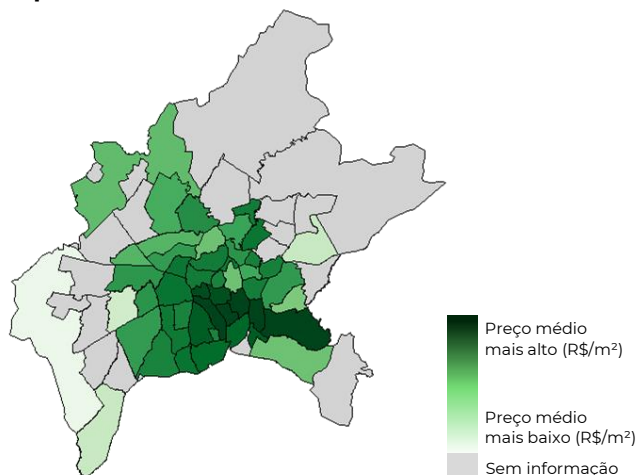 Preço médio
mais alto (R$/m²)
Preço médio
mais baixo (R$/m²)
Sem informação